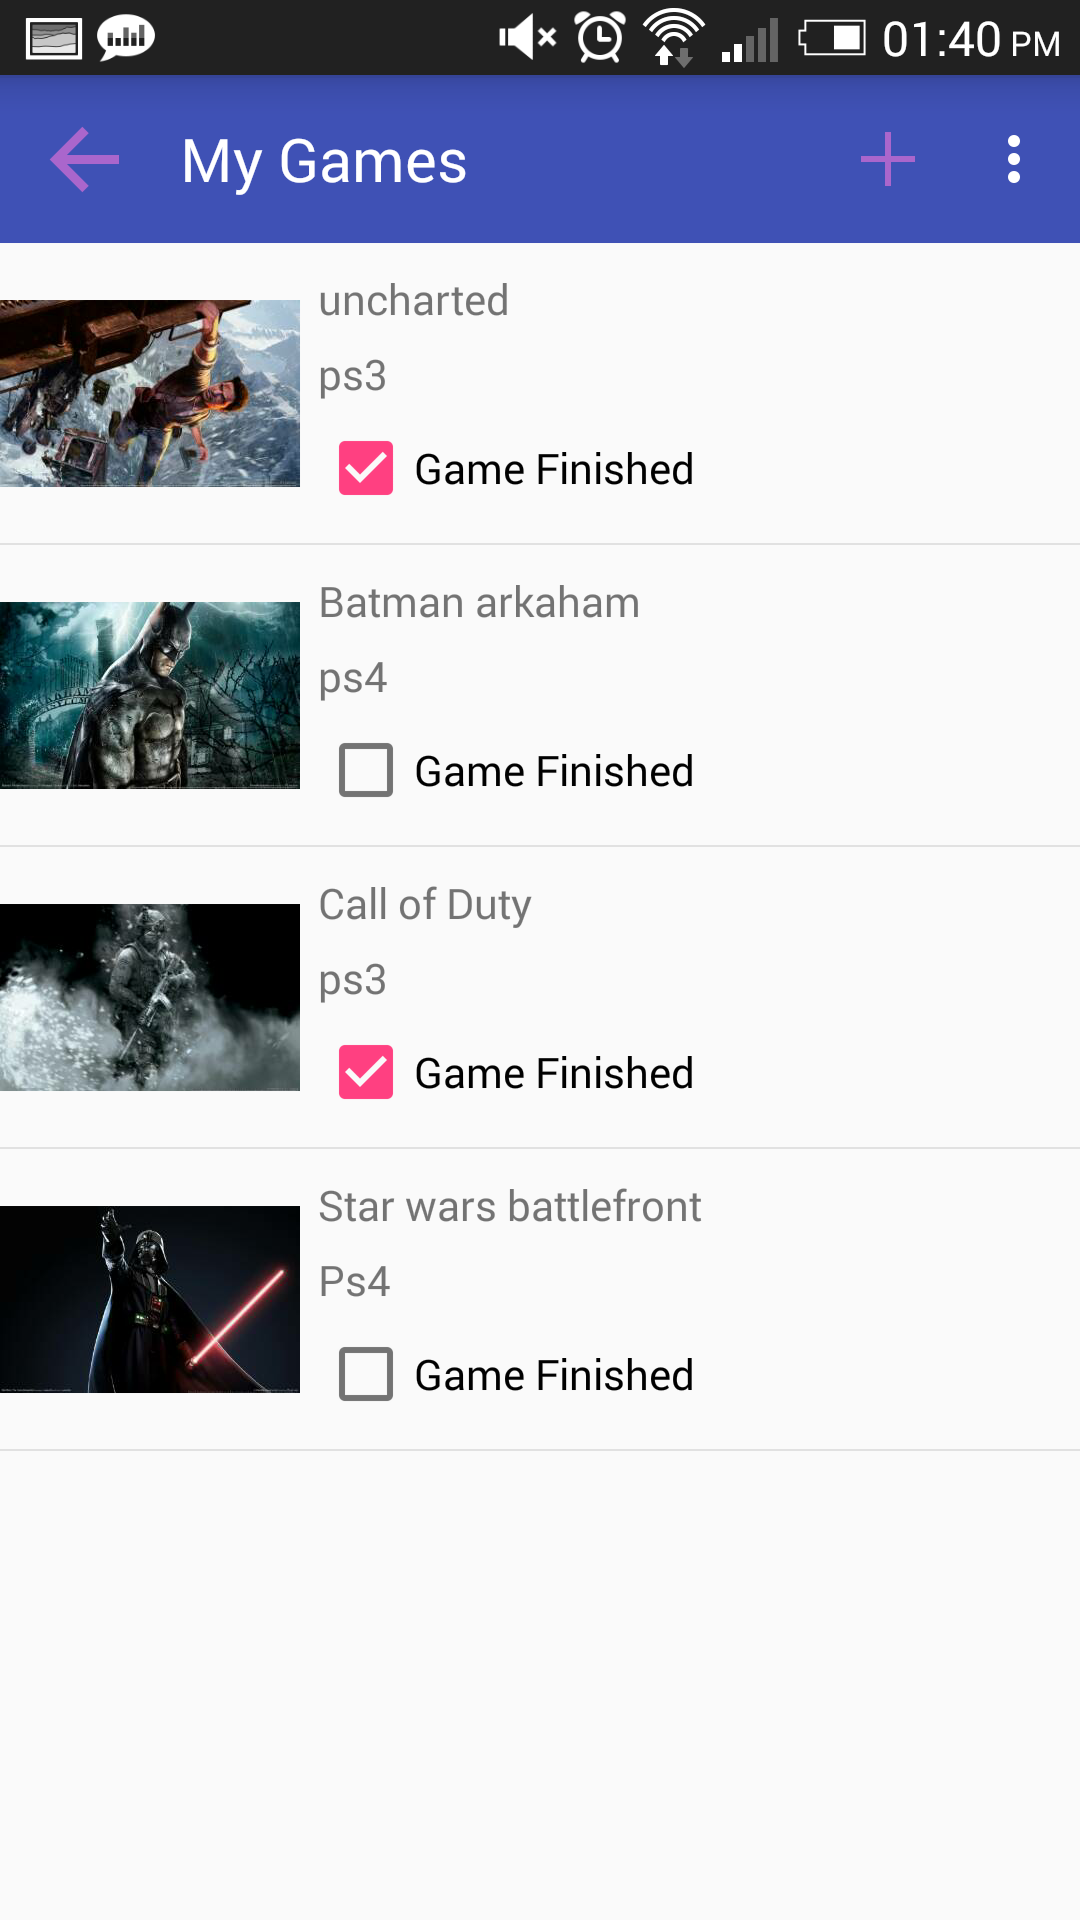 01:40 PM
My Games
uncharted
ps3
Game Finished
Batman arkaham
ps4
Game Finished
Call of Duty
ps3
Game Finished
Star wars battlefront
Ps4
Game Finished